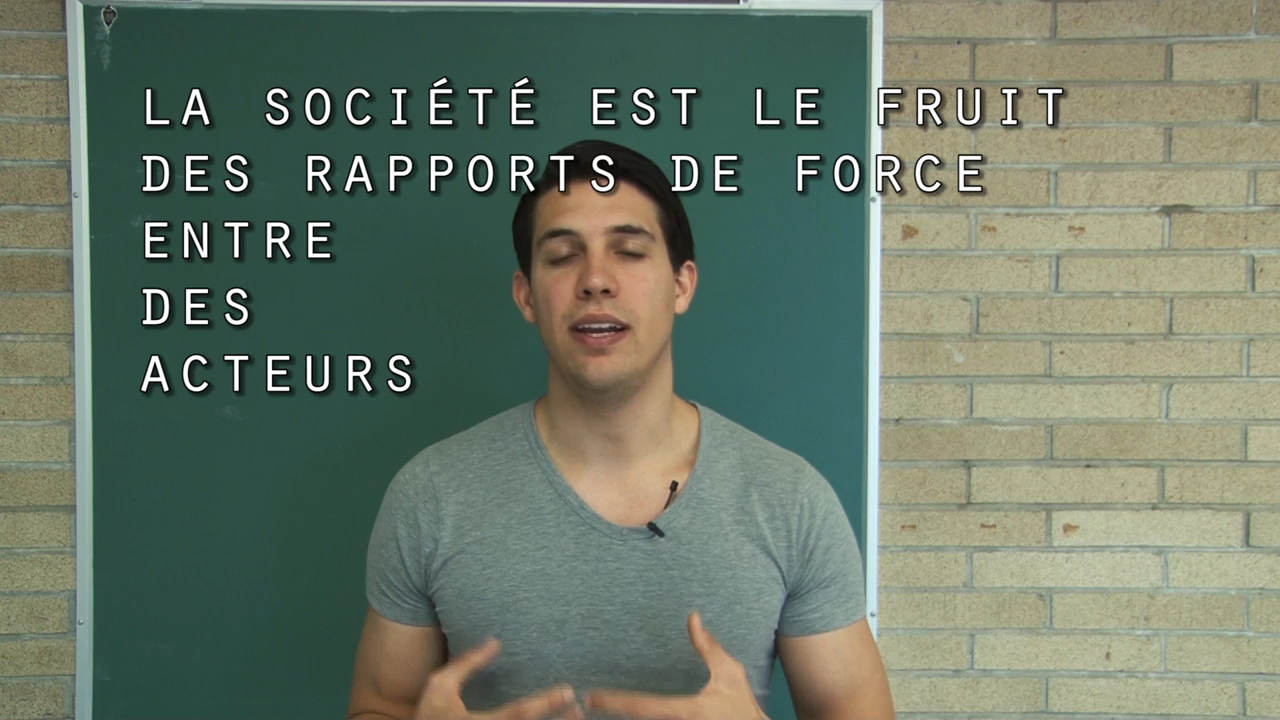 LA SOCIÉTÉ EST LE FRUIT
DES RAPPORTS DE FORCE
ENTRE
DES
ACTEURS